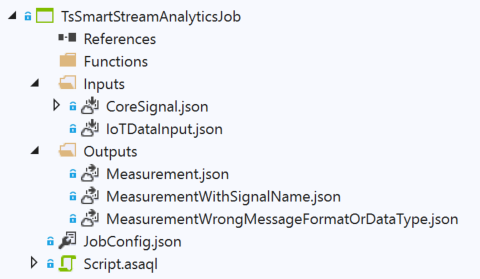 TsSmartStreamAnalyticsJob
References
Functions
Inputs
CoreSignal.json
IoTDataInput.json
Outputs
Measurement.json
MeasurementWithSignalName.json
MeasurementWrongMessageFormatOrDataType.json
JobConfig.json
Script.asaql